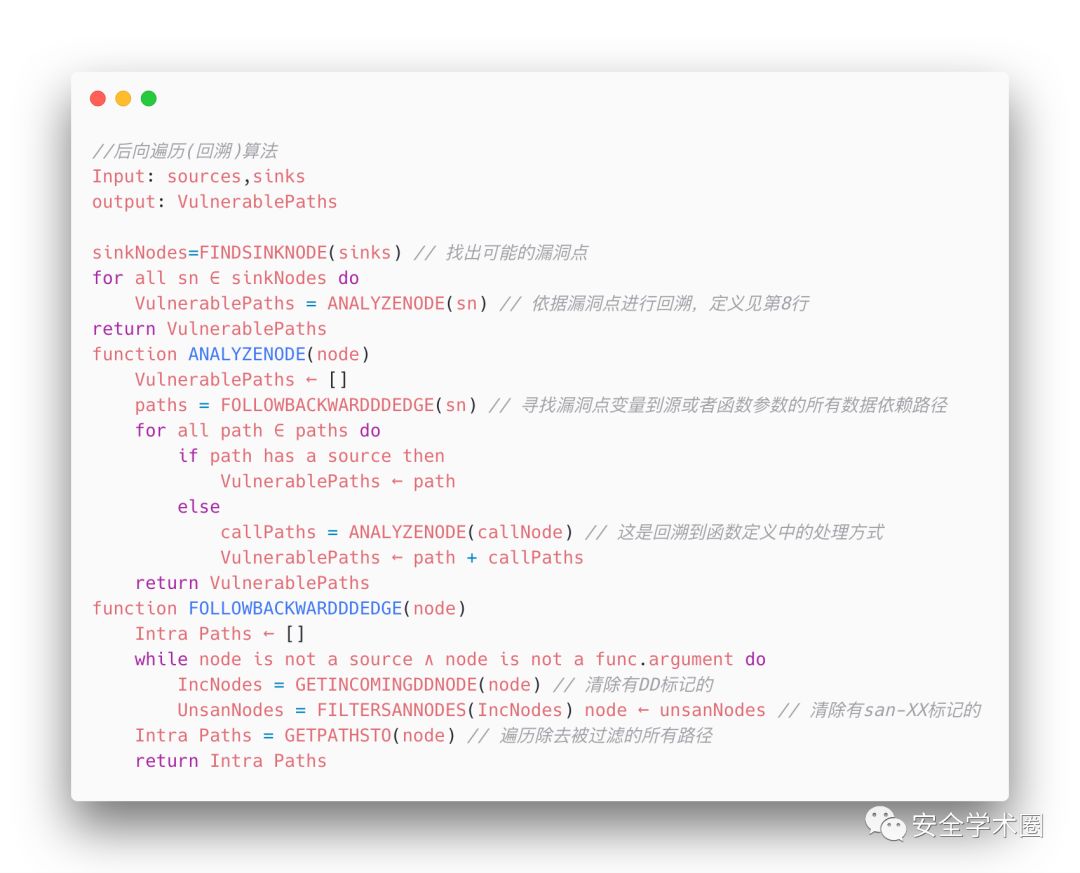 //后向遍历(回溯)算法
Input: sources,sinks
output: VulnerablePaths
sinkNodes=FINDSINKNODE(sinks) // 找出可能的漏洞点
for all sn ∈ sinkNodes do
    VulnerablePaths = ANALYZENODE(sn) // 依据漏洞点进行回溯，定义见第8行
return VulnerablePaths
function ANALYZENODE(node)
    VulnerablePaths ← []
    paths = FOLLOWBACKWARDDDEDGE(sn) // 寻找漏洞点变量到源或者函数参数的所有数据依赖路径
    for all path ∈ paths do
        if path has a source then
            VulnerablePaths ← path
        else
            callPaths = ANALYZENODE(callNode) // 这是回溯到函数定义中的处理方式
            VulnerablePaths ← path + callPaths
    return VulnerablePaths
function FOLLOWBACKWARDDDEDGE(node)
    Intra Paths ← []
    while node is not a source ∧ node is not a func.argument do
        IncNodes = GETINCOMINGDDNODE(node) // 清除有DD标记的
        UnsanNodes = FILTERSANNODES(IncNodes) node ← unsanNodes // 清除有san-XX标记的
    Intra Paths = GETPATHSTO(node) // 遍历除去被过滤的所有路径
    return Intra Paths
安全学术圈